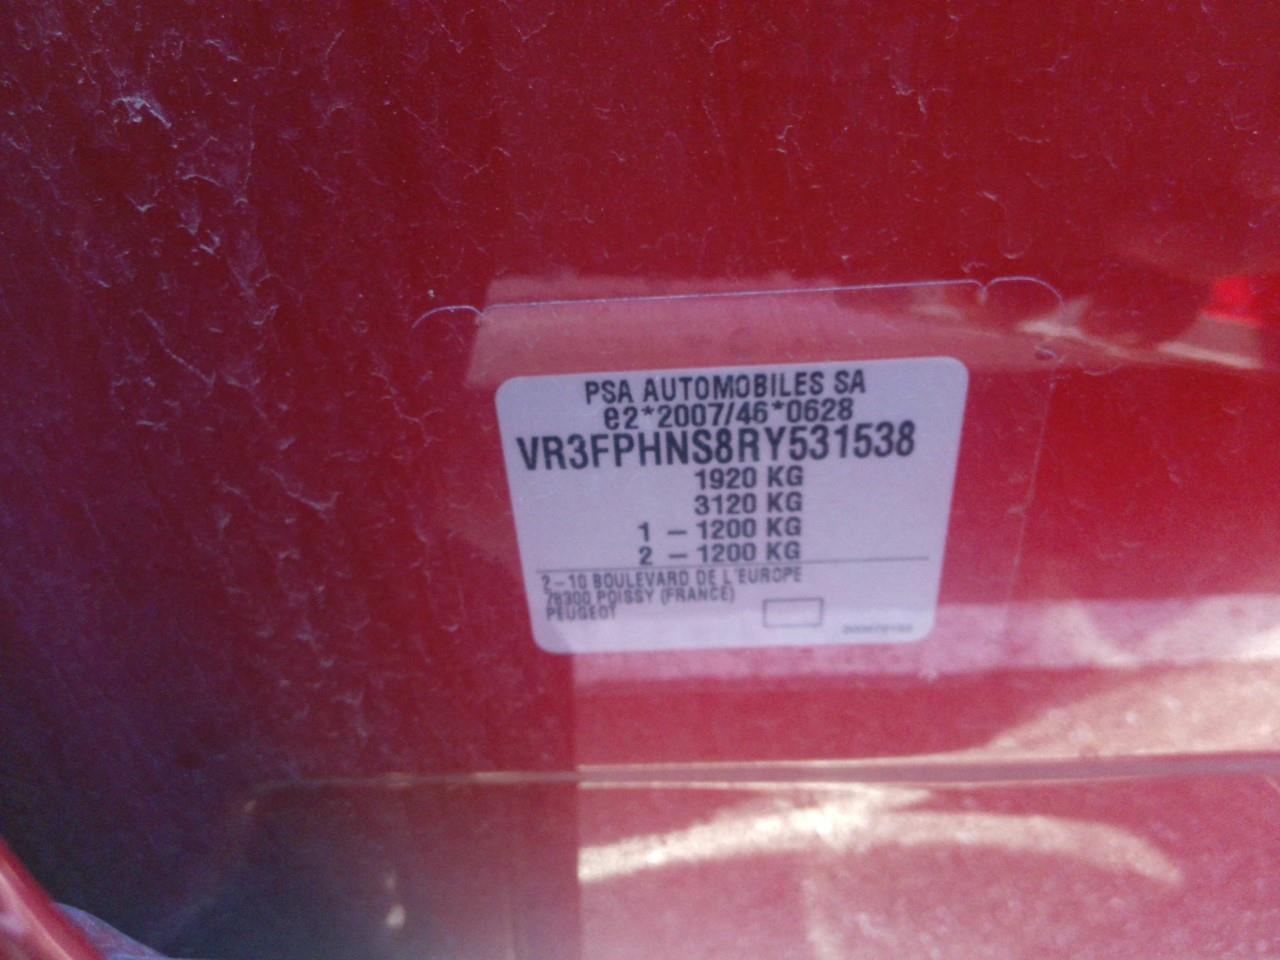 PSA AUTOMOBILES SA
e2*2007/46*0628
VR3FPHNS8RY531538
1920 KG
3120 KG
1 – 1200 KG
2 – 1200 KG
2–10 BOULEVARD DE L'EUROPE
78300 POISSY (FRANCE)
PEUGEOT